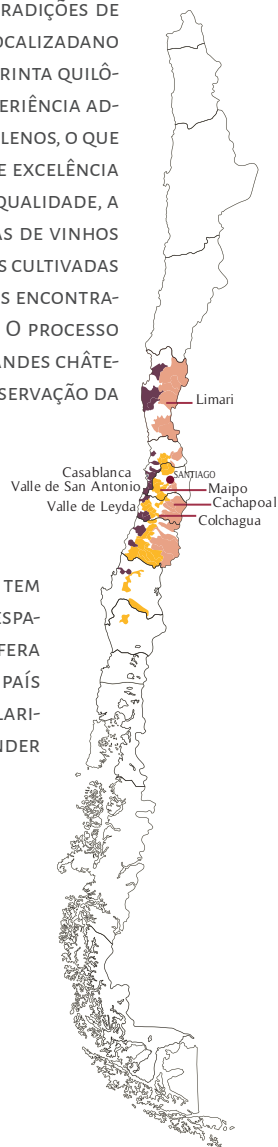 RADIÇÕES DE
OCALIZADANO
RINTA QUILÔ-
ERIÊNCIA AD-
LENOS, O QUE
E EXCELÊNCIA
QUALIDADE, A
AS DE VINHOS
S CULTIVADAS
S ENCONTRA-
O PROCESSO
ANDES CHÂTE-
SERVAÇÃO DA
Limari
Casablanca
SANTIAGO
Valle de San Antonio
Maipo
Valle de Leyda
Cachapoal
Colchagua
TEM
ESPA-
FERA
PAÍS
LARI-
NDER